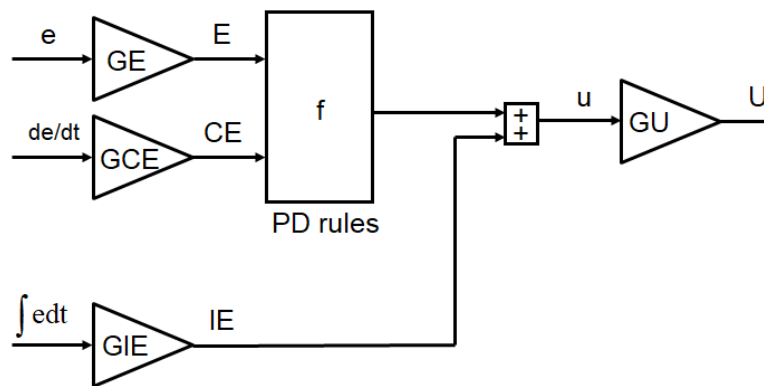 e
GE
E
de/dt
GCE
CE
f
PD rules
+
+
u
GU
U
∫ edt
GIE
IE